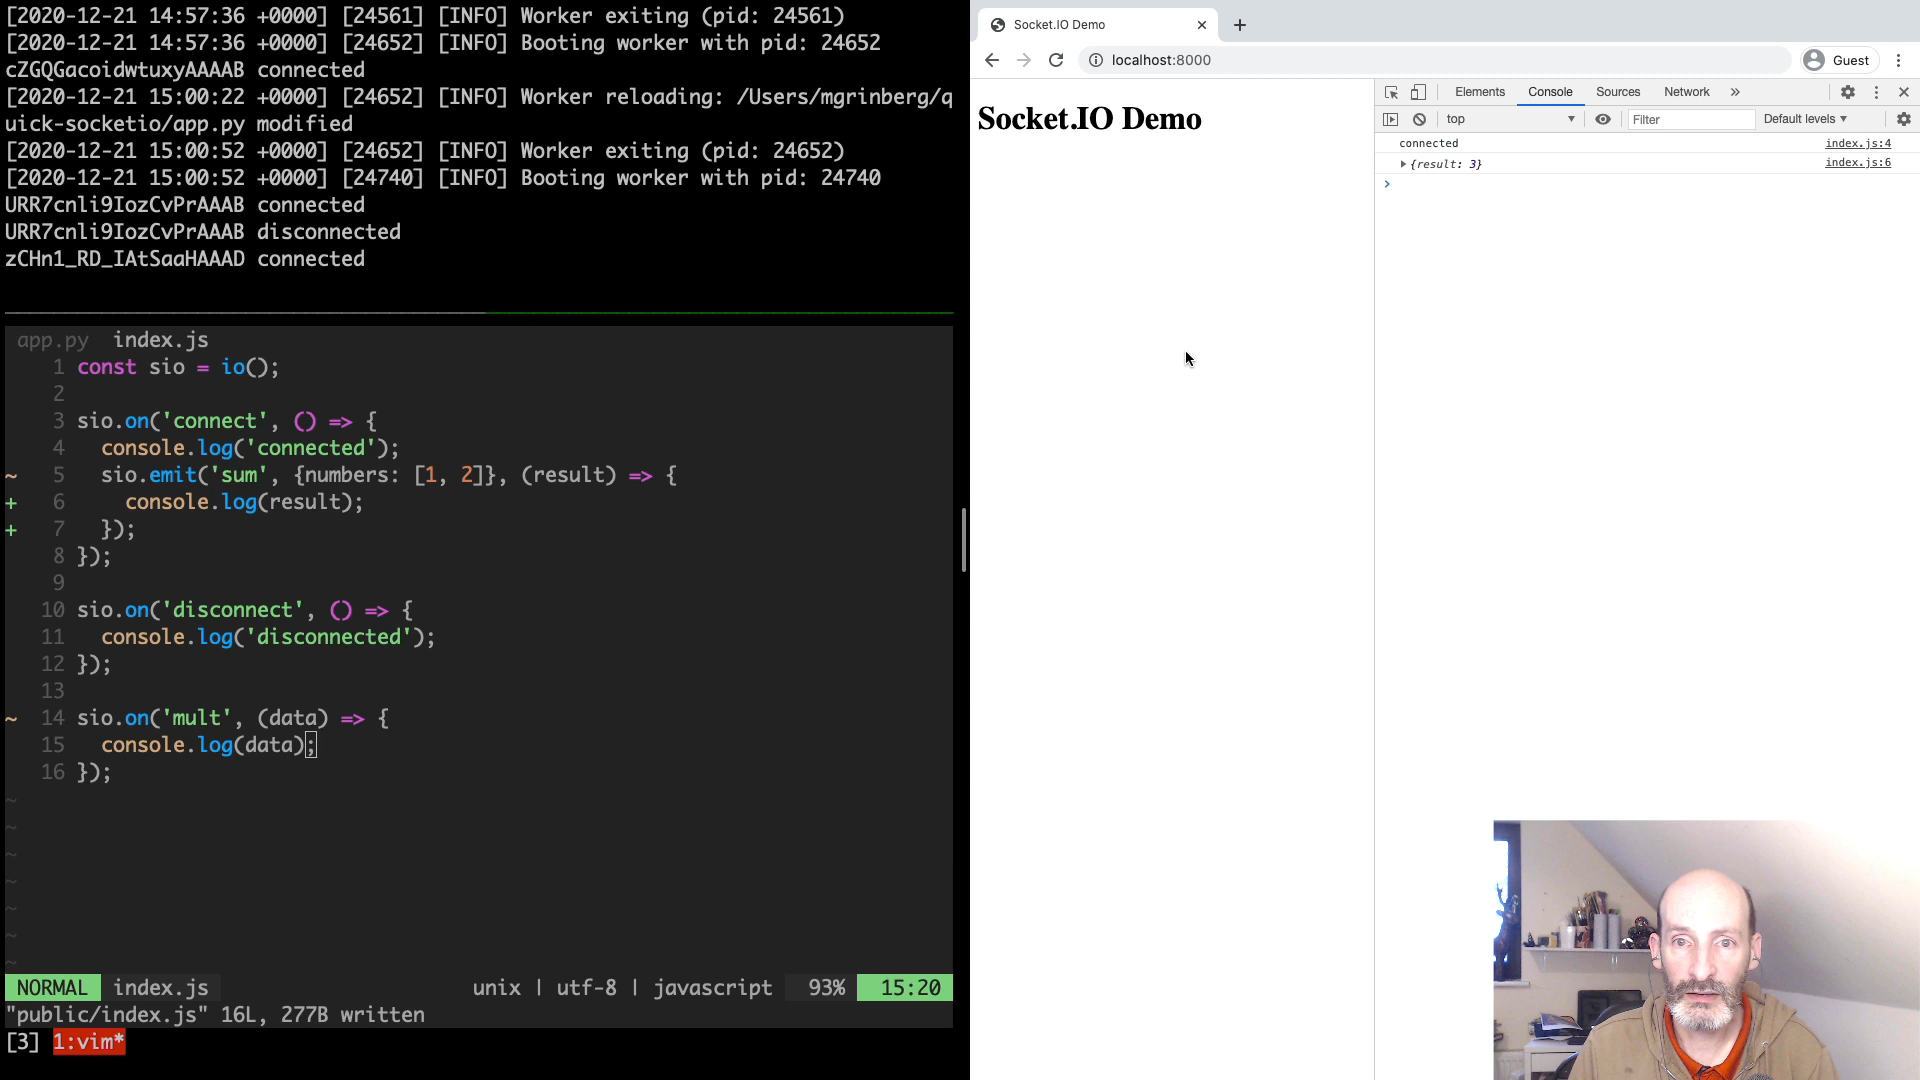 [2020-12-21 14:57:36 +0000] [24561] [INFO] Worker exiting (pid: 24561)
[2020-12-21 14:57:36 +0000] [24652] [INFO] Booting worker with pid: 24652
cZGQGacoidwtuxyAAAAB connected
[2020-12-21 15:00:22 +0000] [24652] [INFO] Worker reloading: /Users/mgrinberg/q
uick-socketio/app.py modified
[2020-12-21 15:00:52 +0000] [24652] [INFO] Worker exiting (pid: 24652)
[2020-12-21 15:00:52 +0000] [24740] [INFO] Booting worker with pid: 24740
URR7cnli9IozCvPrAAAB connected
URR7cnli9IozCvPrAAAB disconnected
zCHn1_RD_IAtSaaHAAAD connected
app.py index.js
1 const sio = io();
2
3 sio.on('connect', () => {
4 console.log('connected');
~ 5 sio.emit('sum', {numbers: [1, 2]}, (result) => {
+ 6 console.log(result);
+ 7 });
8 });
9
10 sio.on('disconnect', () => {
11 console.log('disconnected');
12 });
13
~ 14 sio.on('mult', (data) => {
15 console.log(data);
16 });
~
~
~
~
~
~
~
NORMAL index.js unix | utf-8 | javascript 93% 15:20
"public/index.js" 16L, 277B written
[3] 1:vim*
Socket.IO Demo
localhost:8000 Guest
Socket.IO Demo
Elements Console Sources Network »
top Filter Default levels
connected index.js:4
{result: 3} index.js:6
>